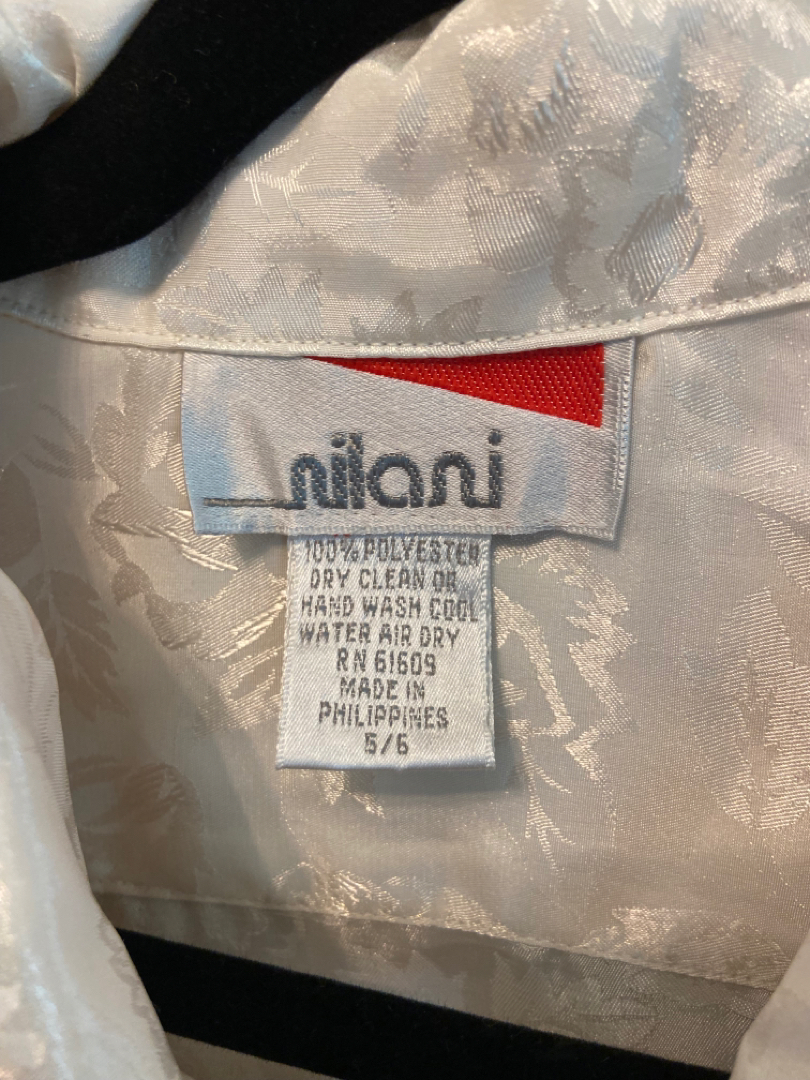 nilani
100% POLYESTER
DRY CLEAN OR
HAND WASH COOL
WATER AIR DRY
RN 61609
MADE IN
PHILIPPINES
5/6